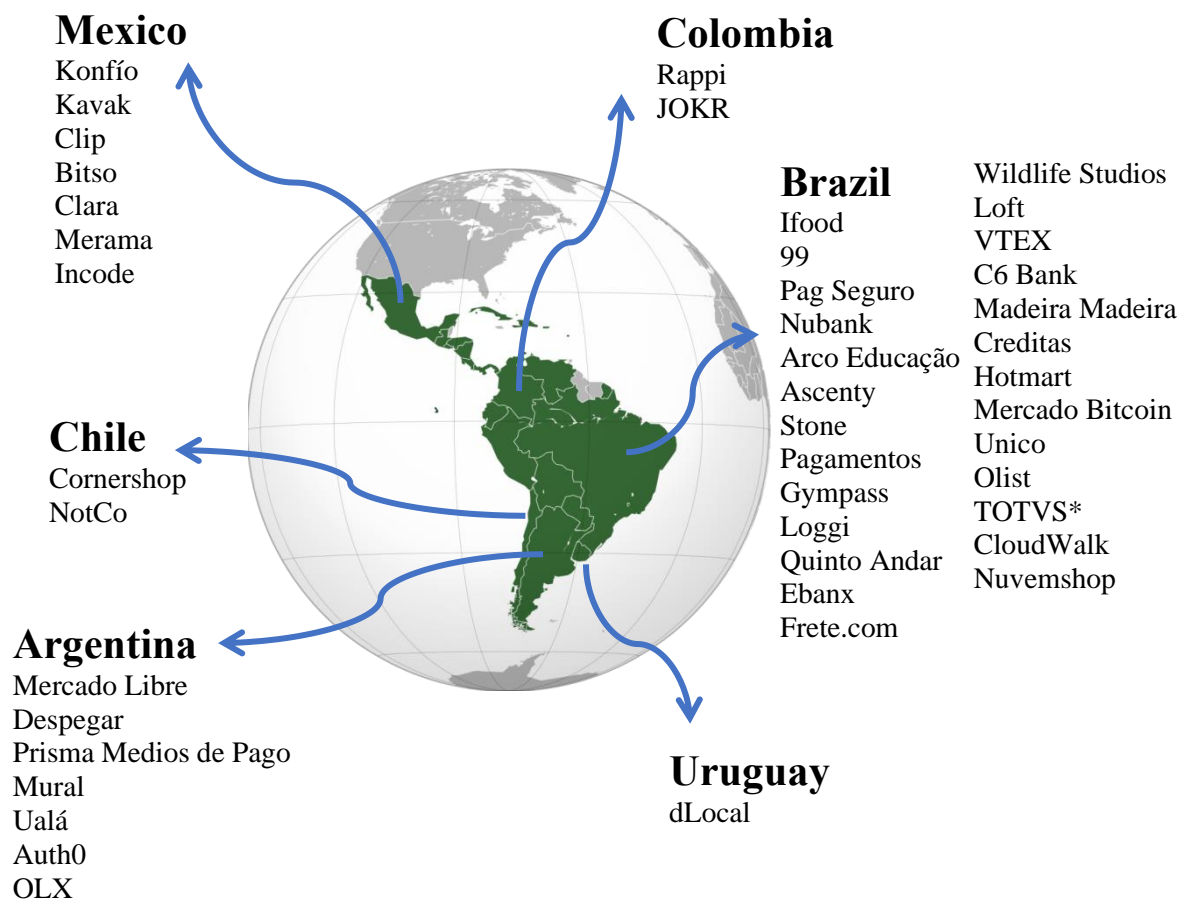 Mexico
Konfío
Kavak
Clip
Bitso
Clara
Merama
Incode
Colombia
Rappi
JOKR
Brazil
Ifood
99
Pag Seguro
Nubank
Arco Educação
Ascenty
Stone
Pagamentos
Gympass
Loggi
Quinto Andar
Ebanx
Frete.com
Wildlife Studios
Loft
VTEX
C6 Bank
Madeira Madeira
Creditas
Hotmart
Mercado Bitcoin
Unico
Olist
TOTVS*
CloudWalk
Nuvemshop
Chile
Cornershop
NotCo
Argentina
Mercado Libre
Despegar
Prisma Medios de Pago
Mural
Ualá
Auth0
OLX
Uruguay
dLocal